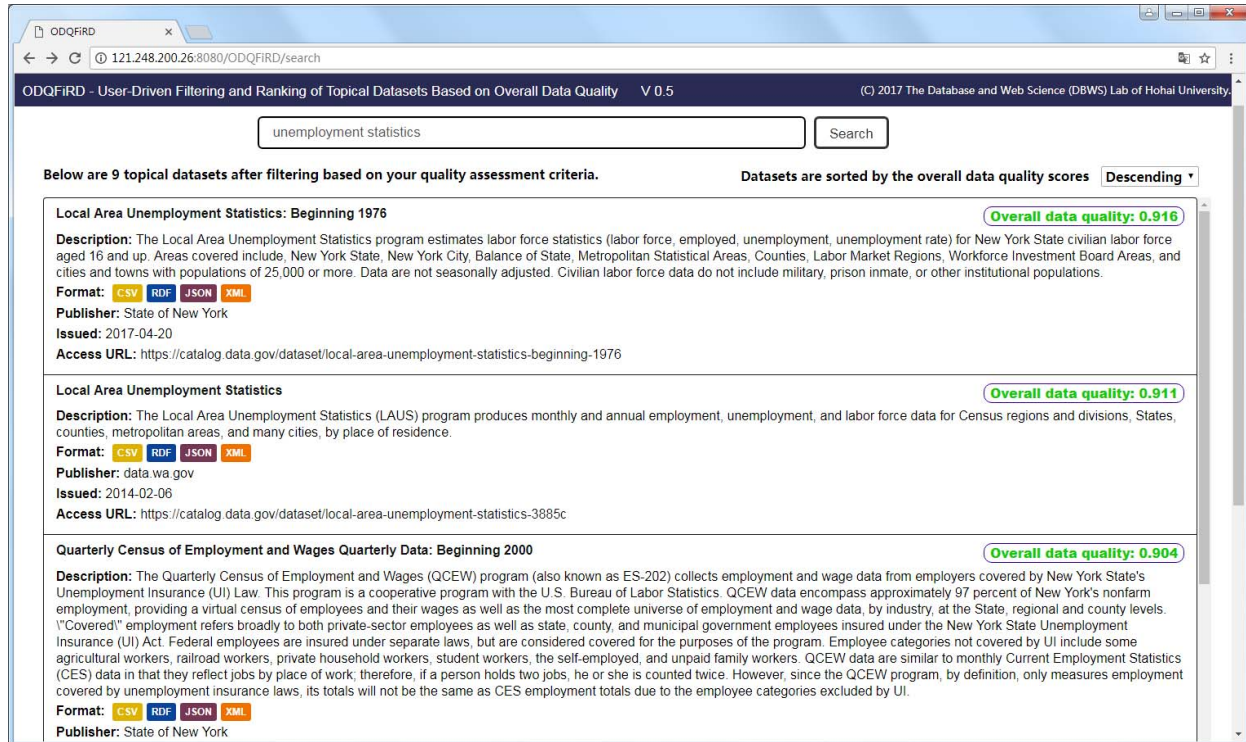 ODQFiRD
121.248.200.26:8080/ODQFiRD/search
ODQFiRD - User-Driven Filtering and Ranking of Topical Datasets Based on Overall Data Quality V 0.5 (C) 2017 The Database and Web Science (DBWS) Lab of Hohai University.
unemployment statistics Search
Below are 9 topical datasets after filtering based on your quality assessment criteria. Datasets are sorted by the overall data quality scores Descending
Local Area Unemployment Statistics: Beginning 1976 Overall data quality: 0.916
Description: The Local Area Unemployment Statistics program estimates labor force statistics (labor force, employed, unemployment, unemployment rate) for New York State civilian labor force
aged 16 and up. Areas covered include, New York State, New York City, Balance of State, Metropolitan Statistical Areas, Counties, Labor Market Regions, Workforce Investment Board Areas, and
cities and towns with populations of 25,000 or more. Data are not seasonally adjusted. Civilian labor force data do not include military, prison inmate, or other institutional populations.
Format: CSV RDF JSON XML
Publisher: State of New York
Issued: 2017-04-20
Access URL: https://catalog.data.gov/dataset/local-area-unemployment-statistics-beginning-1976
Local Area Unemployment Statistics Overall data quality: 0.911
Description: The Local Area Unemployment Statistics (LAUS) program produces monthly and annual employment, unemployment, and labor force data for Census regions and divisions, States,
counties, metropolitan areas, and many cities, by place of residence.
Format: CSV RDF JSON XML
Publisher: data.wa.gov
Issued: 2014-02-06
Access URL: https://catalog.data.gov/dataset/local-area-unemployment-statistics-3885c
Quarterly Census of Employment and Wages Quarterly Data: Beginning 2000 Overall data quality: 0.904
Description: The Quarterly Census of Employment and Wages (QCEW) program (also known as ES-202) collects employment and wage data from employers covered by New York State's
Unemployment Insurance (UI) Law. This program is a cooperative program with the U.S. Bureau of Labor Statistics. QCEW data encompass approximately 97 percent of New York's nonfarm
employment, providing a virtual census of employees and their wages as well as the most complete universe of employment and wage data, by industry, at the State, regional and county levels.
\"Covered\" employment refers broadly to both private-sector employees as well as state, county, and municipal government employees insured under the New York State Unemployment
Insurance (UI) Act. Federal employees are insured under separate laws, but are considered covered for the purposes of the program. Employee categories not covered by UI include some
agricultural workers, railroad workers, private household workers, student workers, the self-employed, and unpaid family workers. QCEW data are similar to monthly Current Employment Statistics
(CES) data in that they reflect jobs by place of work; therefore, if a person holds two jobs, he or she is counted twice. However, since the QCEW program, by definition, only measures employment
covered by unemployment insurance laws, its totals will not be the same as CES employment totals due to the employee categories excluded by UI.
Format: CSV RDF JSON XML
Publisher: State of New York